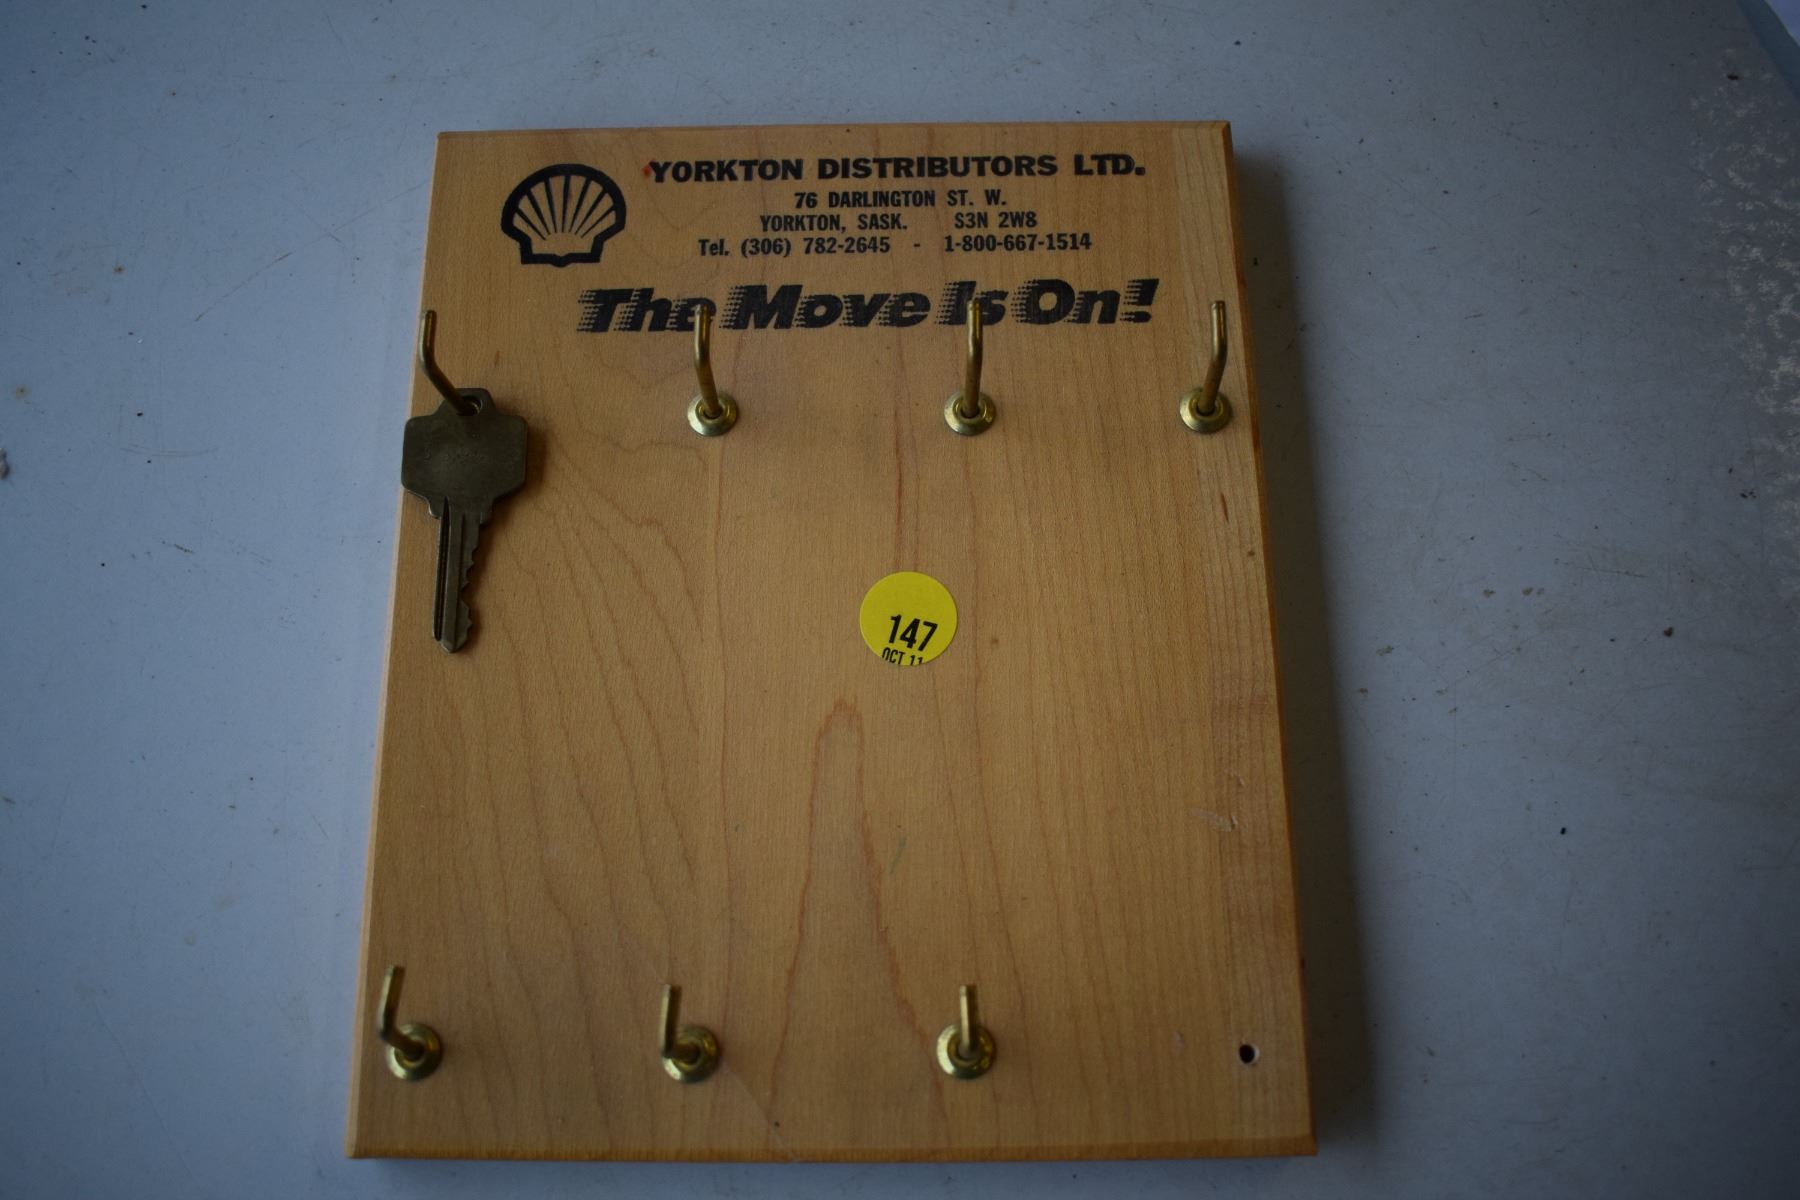 YORKTON DISTRIBUTORS LTD.
76 DARLINGTON ST. W.
YORKTON, SASK. S3N 2W8
Tel. (306) 782-2645 - 1-800-667-1514
The Move Is On!
147
OCT 11